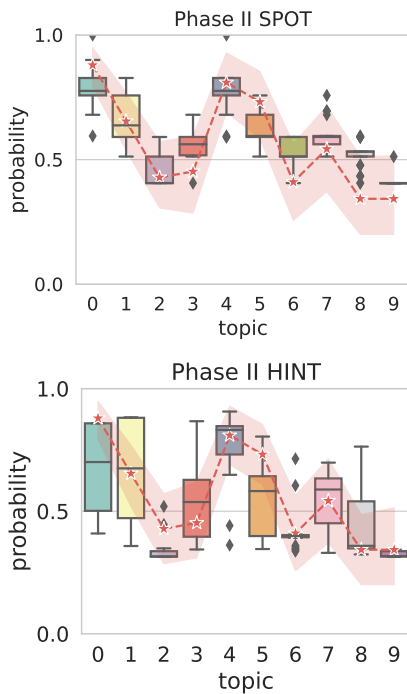 Phase II SPOT
1.0
0.5
0.0
probability
0 1 2 3 4 5 6 7 8 9
topic
Phase II HINT
1.0
0.5
0.0
probability
0 1 2 3 4 5 6 7 8 9
topic